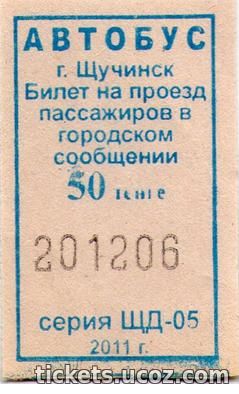 АВТОБУС
г. Щучинск
Билет на проезд
пассажиров в
городском
сообщении
50 тенге
201206
серия ЩД-05
2011 г.
tickets.ucoz.com